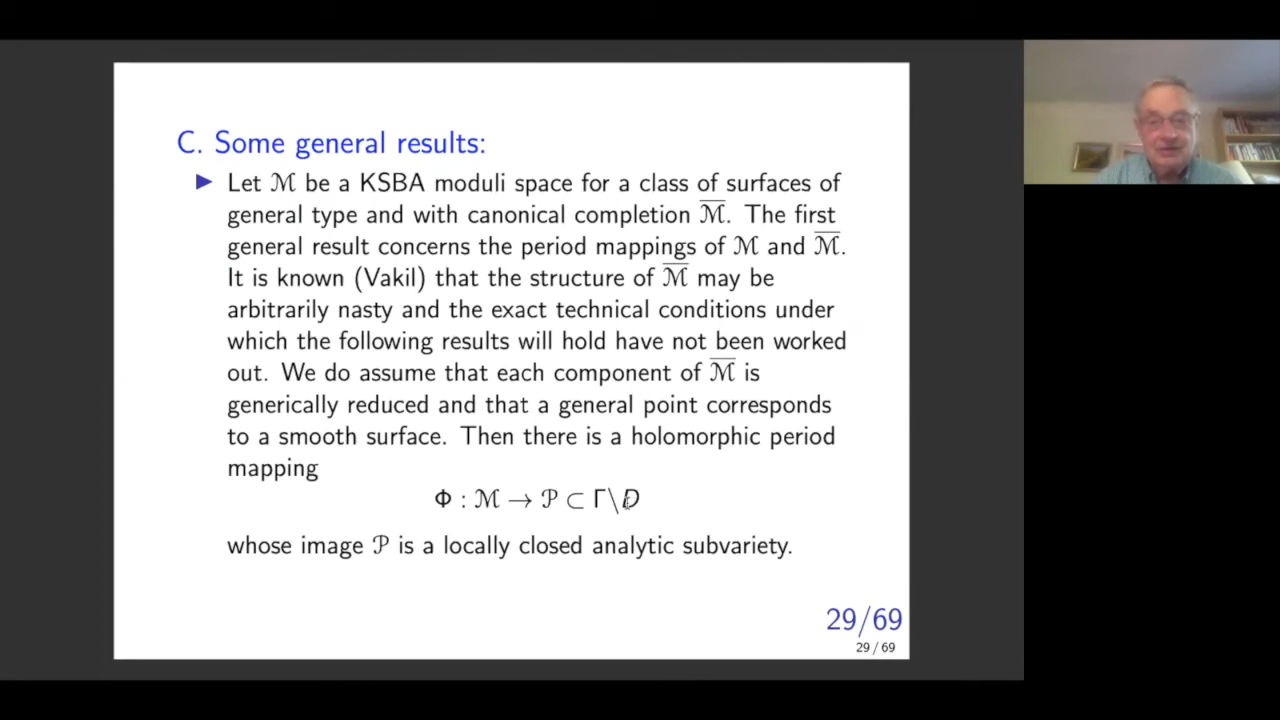 C. Some general results:
▶ Let ℳ be a KSBA moduli space for a class of surfaces of
general type and with canonical completion ℳ̅. The first
general result concerns the period mappings of ℳ and ℳ̅.
It is known (Vakil) that the structure of ℳ̅ may be
arbitrarily nasty and the exact technical conditions under
which the following results will hold have not been worked
out. We do assume that each component of ℳ̅ is
generically reduced and that a general point corresponds
to a smooth surface. Then there is a holomorphic period
mapping
Φ : ℳ → 𝒫 ⊂ Γ\D
whose image 𝒫 is a locally closed analytic subvariety.
29/69
29 / 69